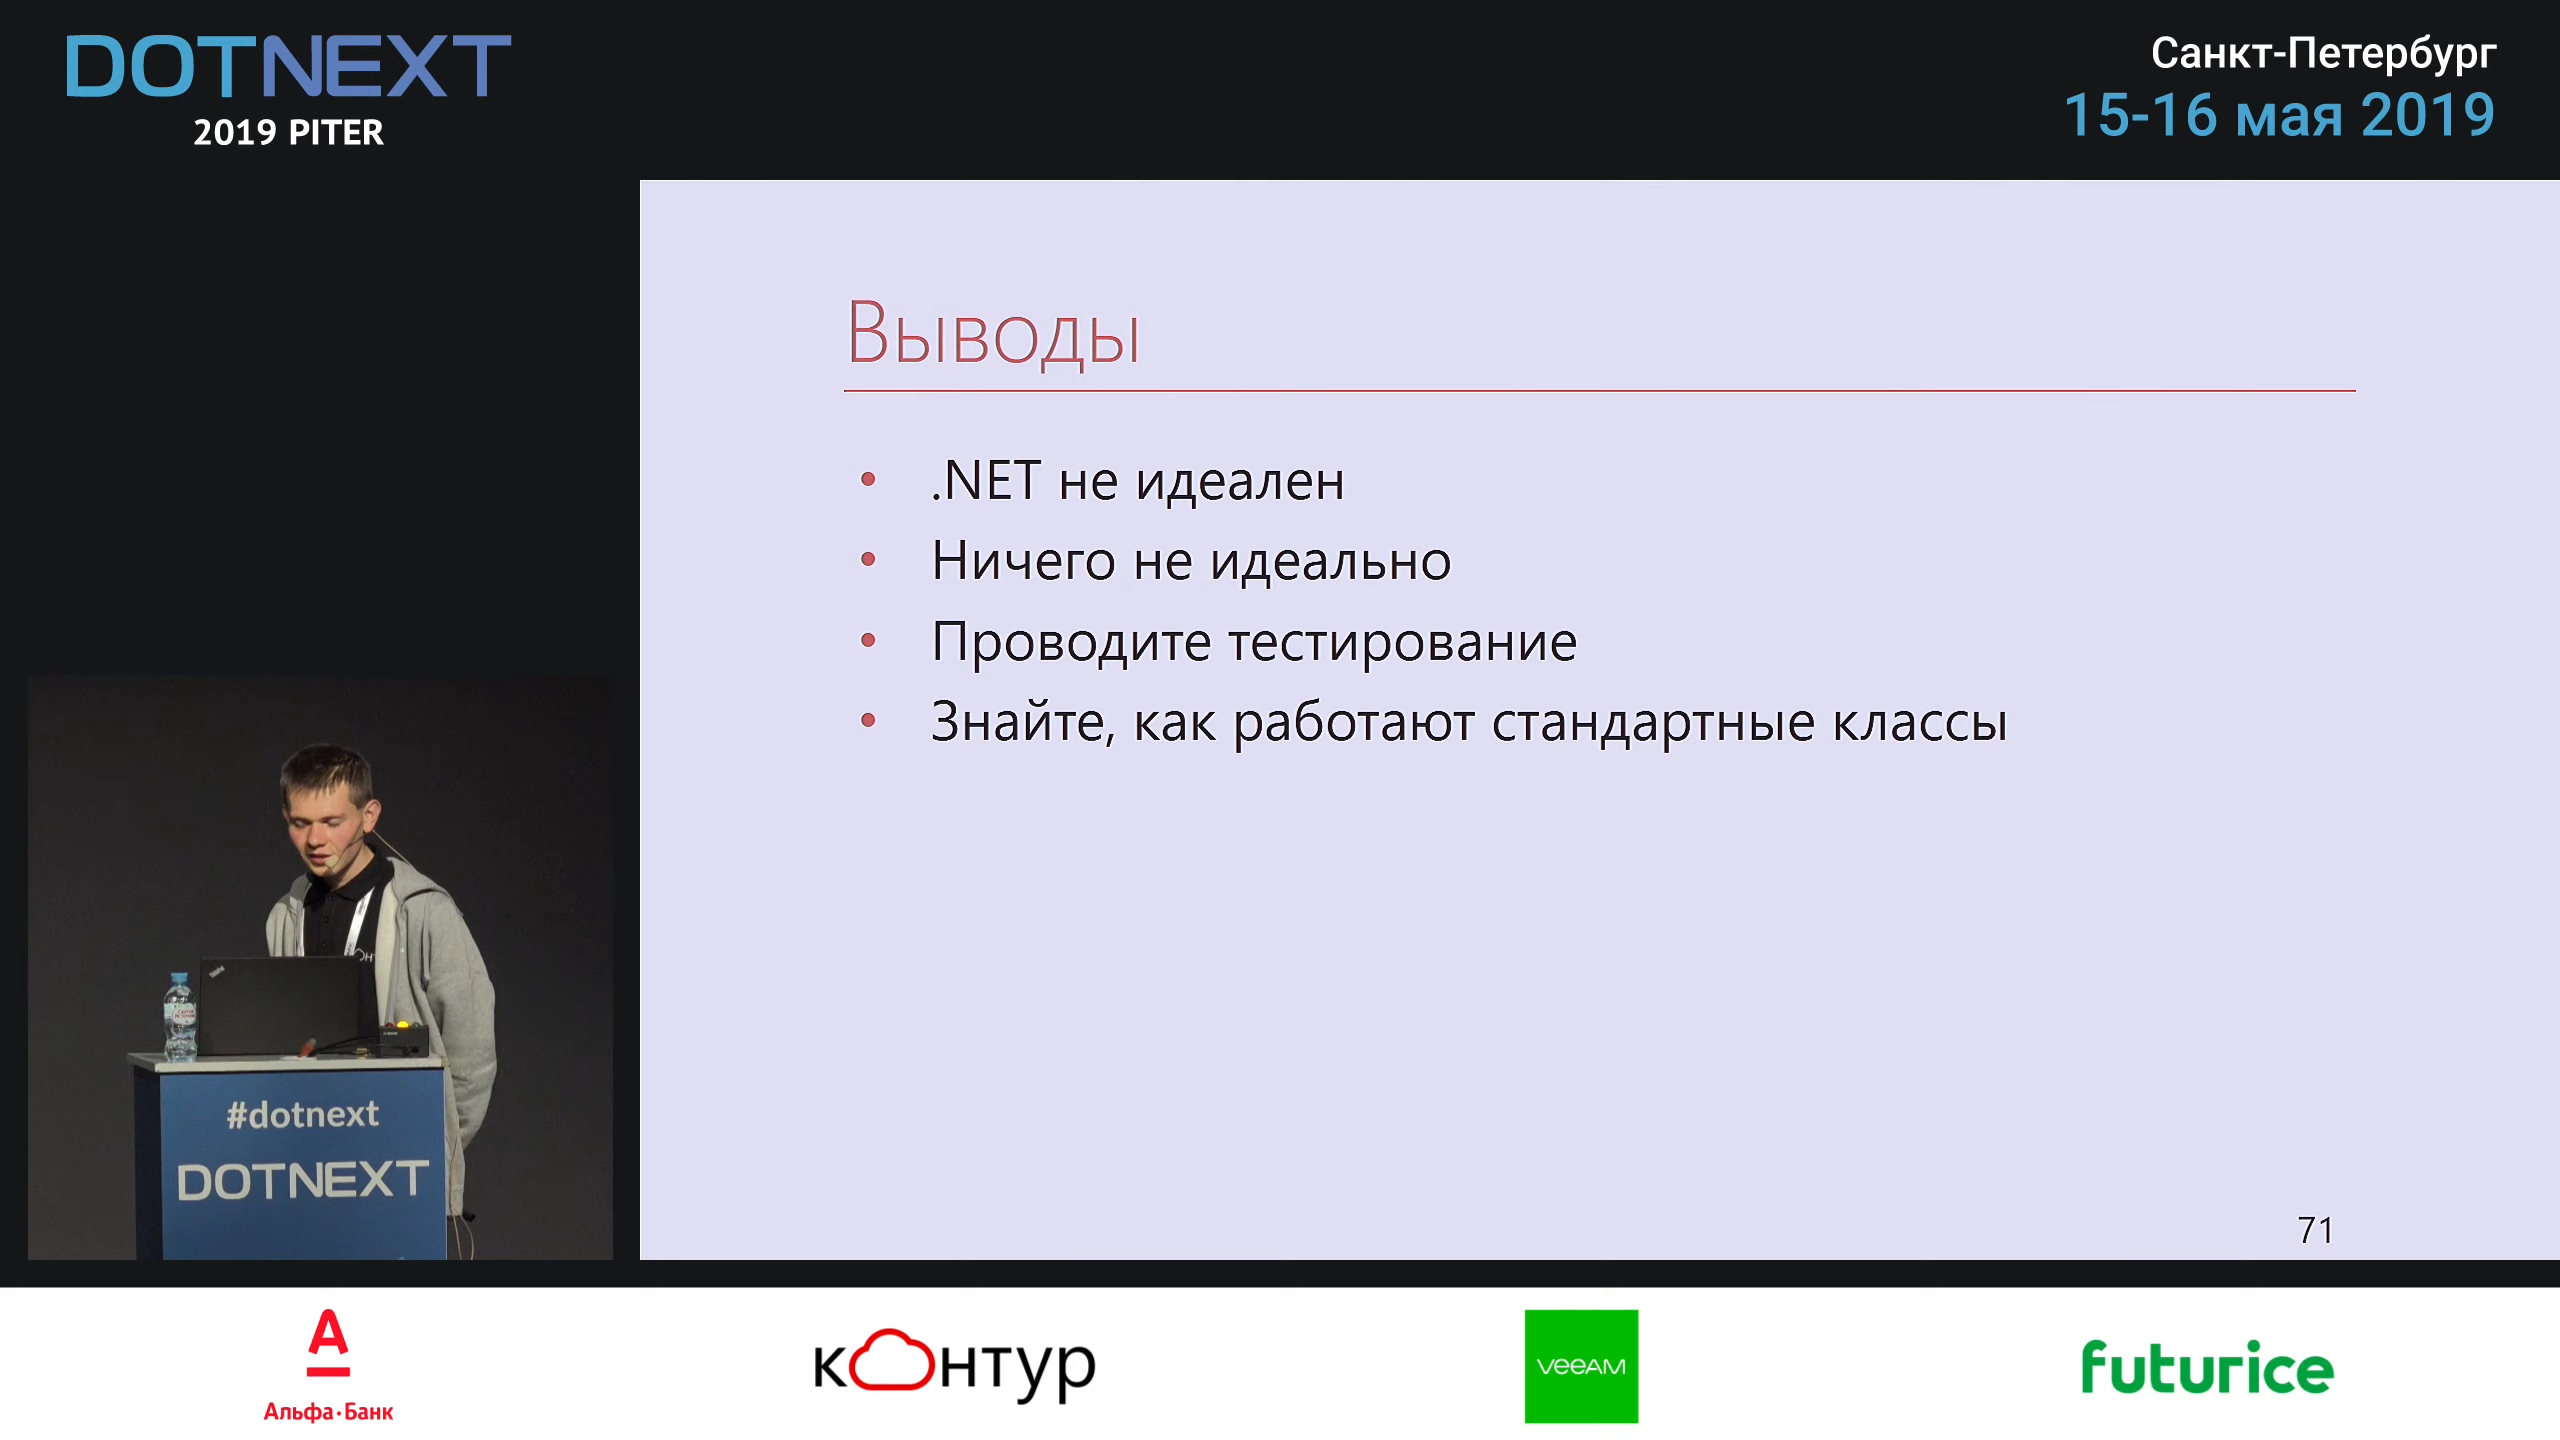 DOTNEXT
2019 PITER
Санкт-Петербург
15-16 мая 2019
Выводы
• .NET не идеален
• Ничего не идеально
• Проводите тестирование
• Знайте, как работают стандартные классы
71
#dotnext
DOTNEXT
Альфа·Банк
контур
veeam
futurice